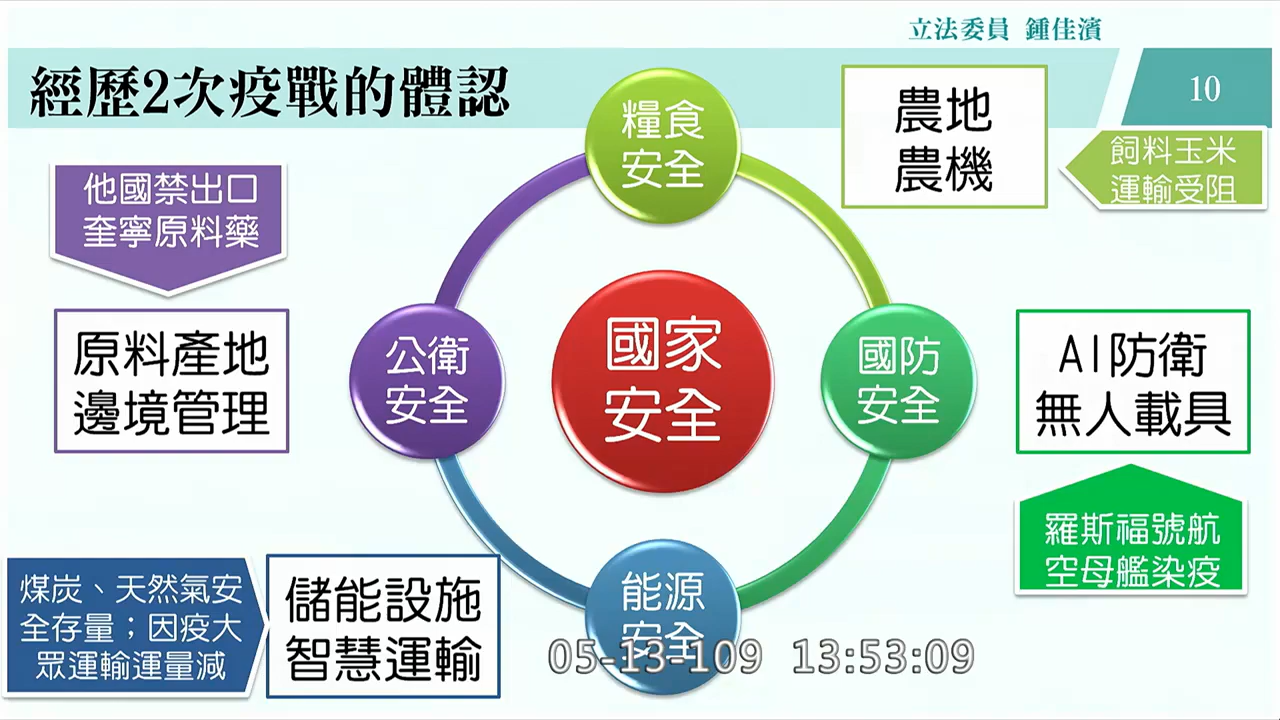 立法委員 鍾佳濱
經歷2次疫戰的體認
10
糧食
安全
農地
農機
飼料玉米
運輸受阻
他國禁出口
奎寧原料藥
原料產地
邊境管理
公衛
安全
國家
安全
國防
安全
AI防衛
無人載具
羅斯福號航
空母艦染疫
煤炭、天然氣安
全存量；因疫大
眾運輸運量減
儲能設施
智慧運輸
能源
安全
05-13-109 13:53:09